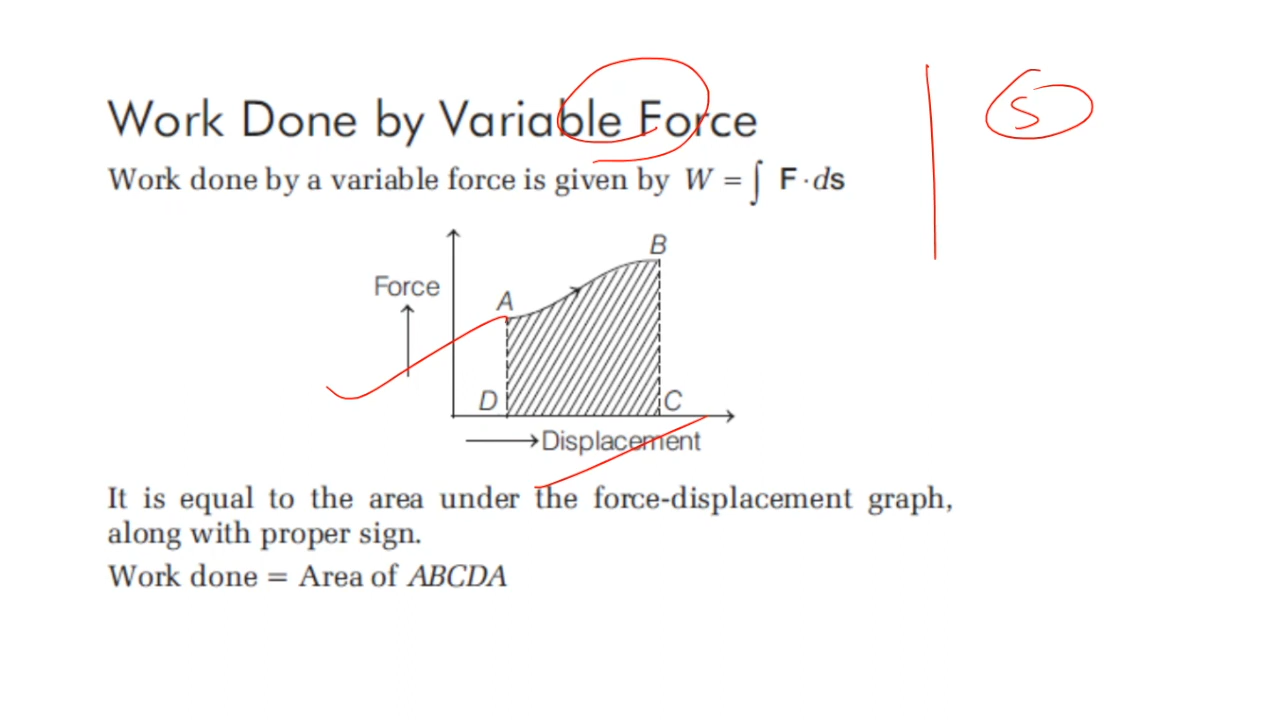 Work Done by Variable Force
S
Work done by a variable force is given by W = ∫ F · ds
B
Force
A
D
C
Displacement
It is equal to the area under the force-displacement graph,
along with proper sign.
Work done = Area of ABCDA